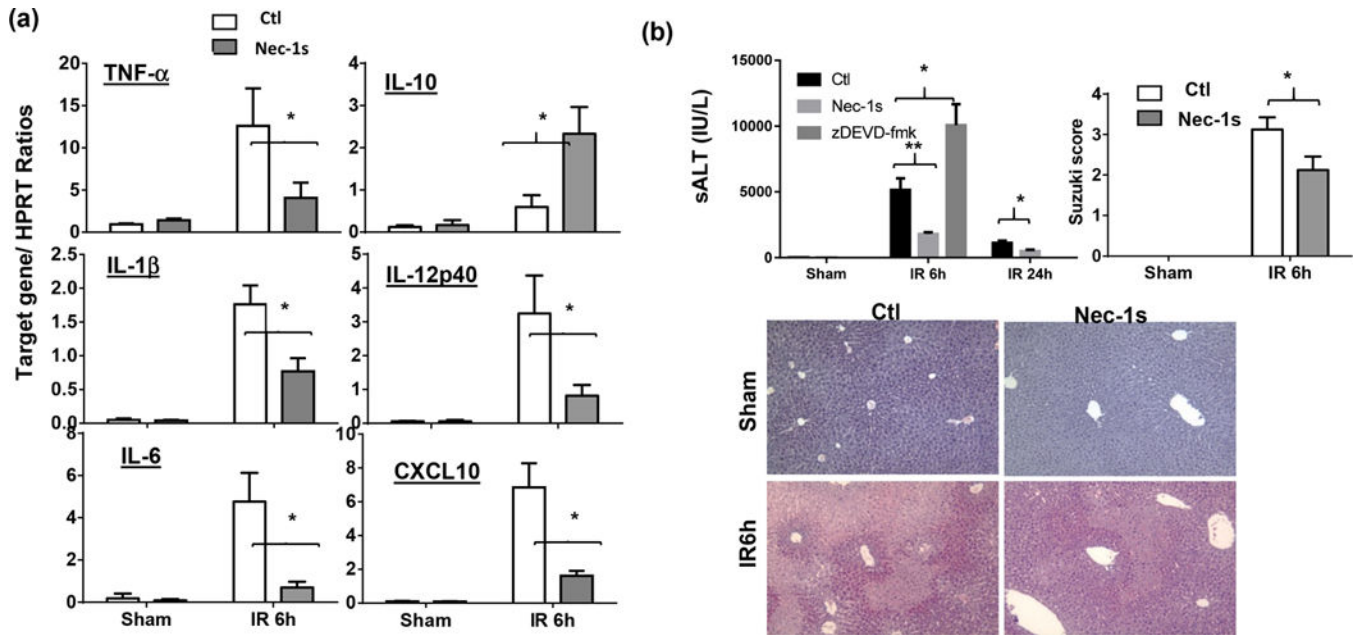 (a)
Ctl
Nec-1s
Target gene/ HPRT Ratios
TNF-α
20
15
10
5
0
*
IL-10
4
3
2
1
0
*
IL-1β
2.5
2.0
1.5
1.0
0.5
0.0
*
IL-12p40
5
4
3
2
1
0
*
IL-6
8
6
4
2
0
*
Sham
IR 6h
CXCL10
10
8
6
4
2
0
*
Sham
IR 6h
(b)
sALT (IU/L)
15000
10000
5000
0
Ctl
Nec-1s
zDEVD-fmk
*
**
*
Sham
IR 6h
IR 24h
Suzuki score
4
3
2
1
0
Ctl
Nec-1s
*
Sham
IR 6h
Ctl
Nec-1s
Sham
IR6h